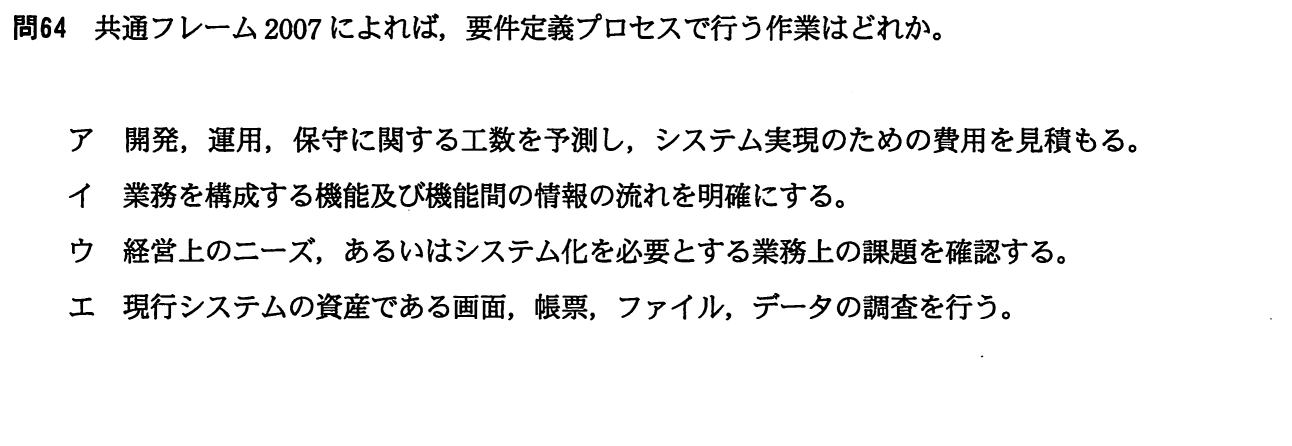 問64 共通フレーム2007によれば，要件定義プロセスで行う作業はどれか。
ア 開発，運用，保守に関する工数を予測し，システム実現のための費用を見積もる。
イ 業務を構成する機能及び機能間の情報の流れを明確にする。
ウ 経営上のニーズ，あるいはシステム化を必要とする業務上の課題を確認する。
エ 現行システムの資産である画面，帳票，ファイル，データの調査を行う。